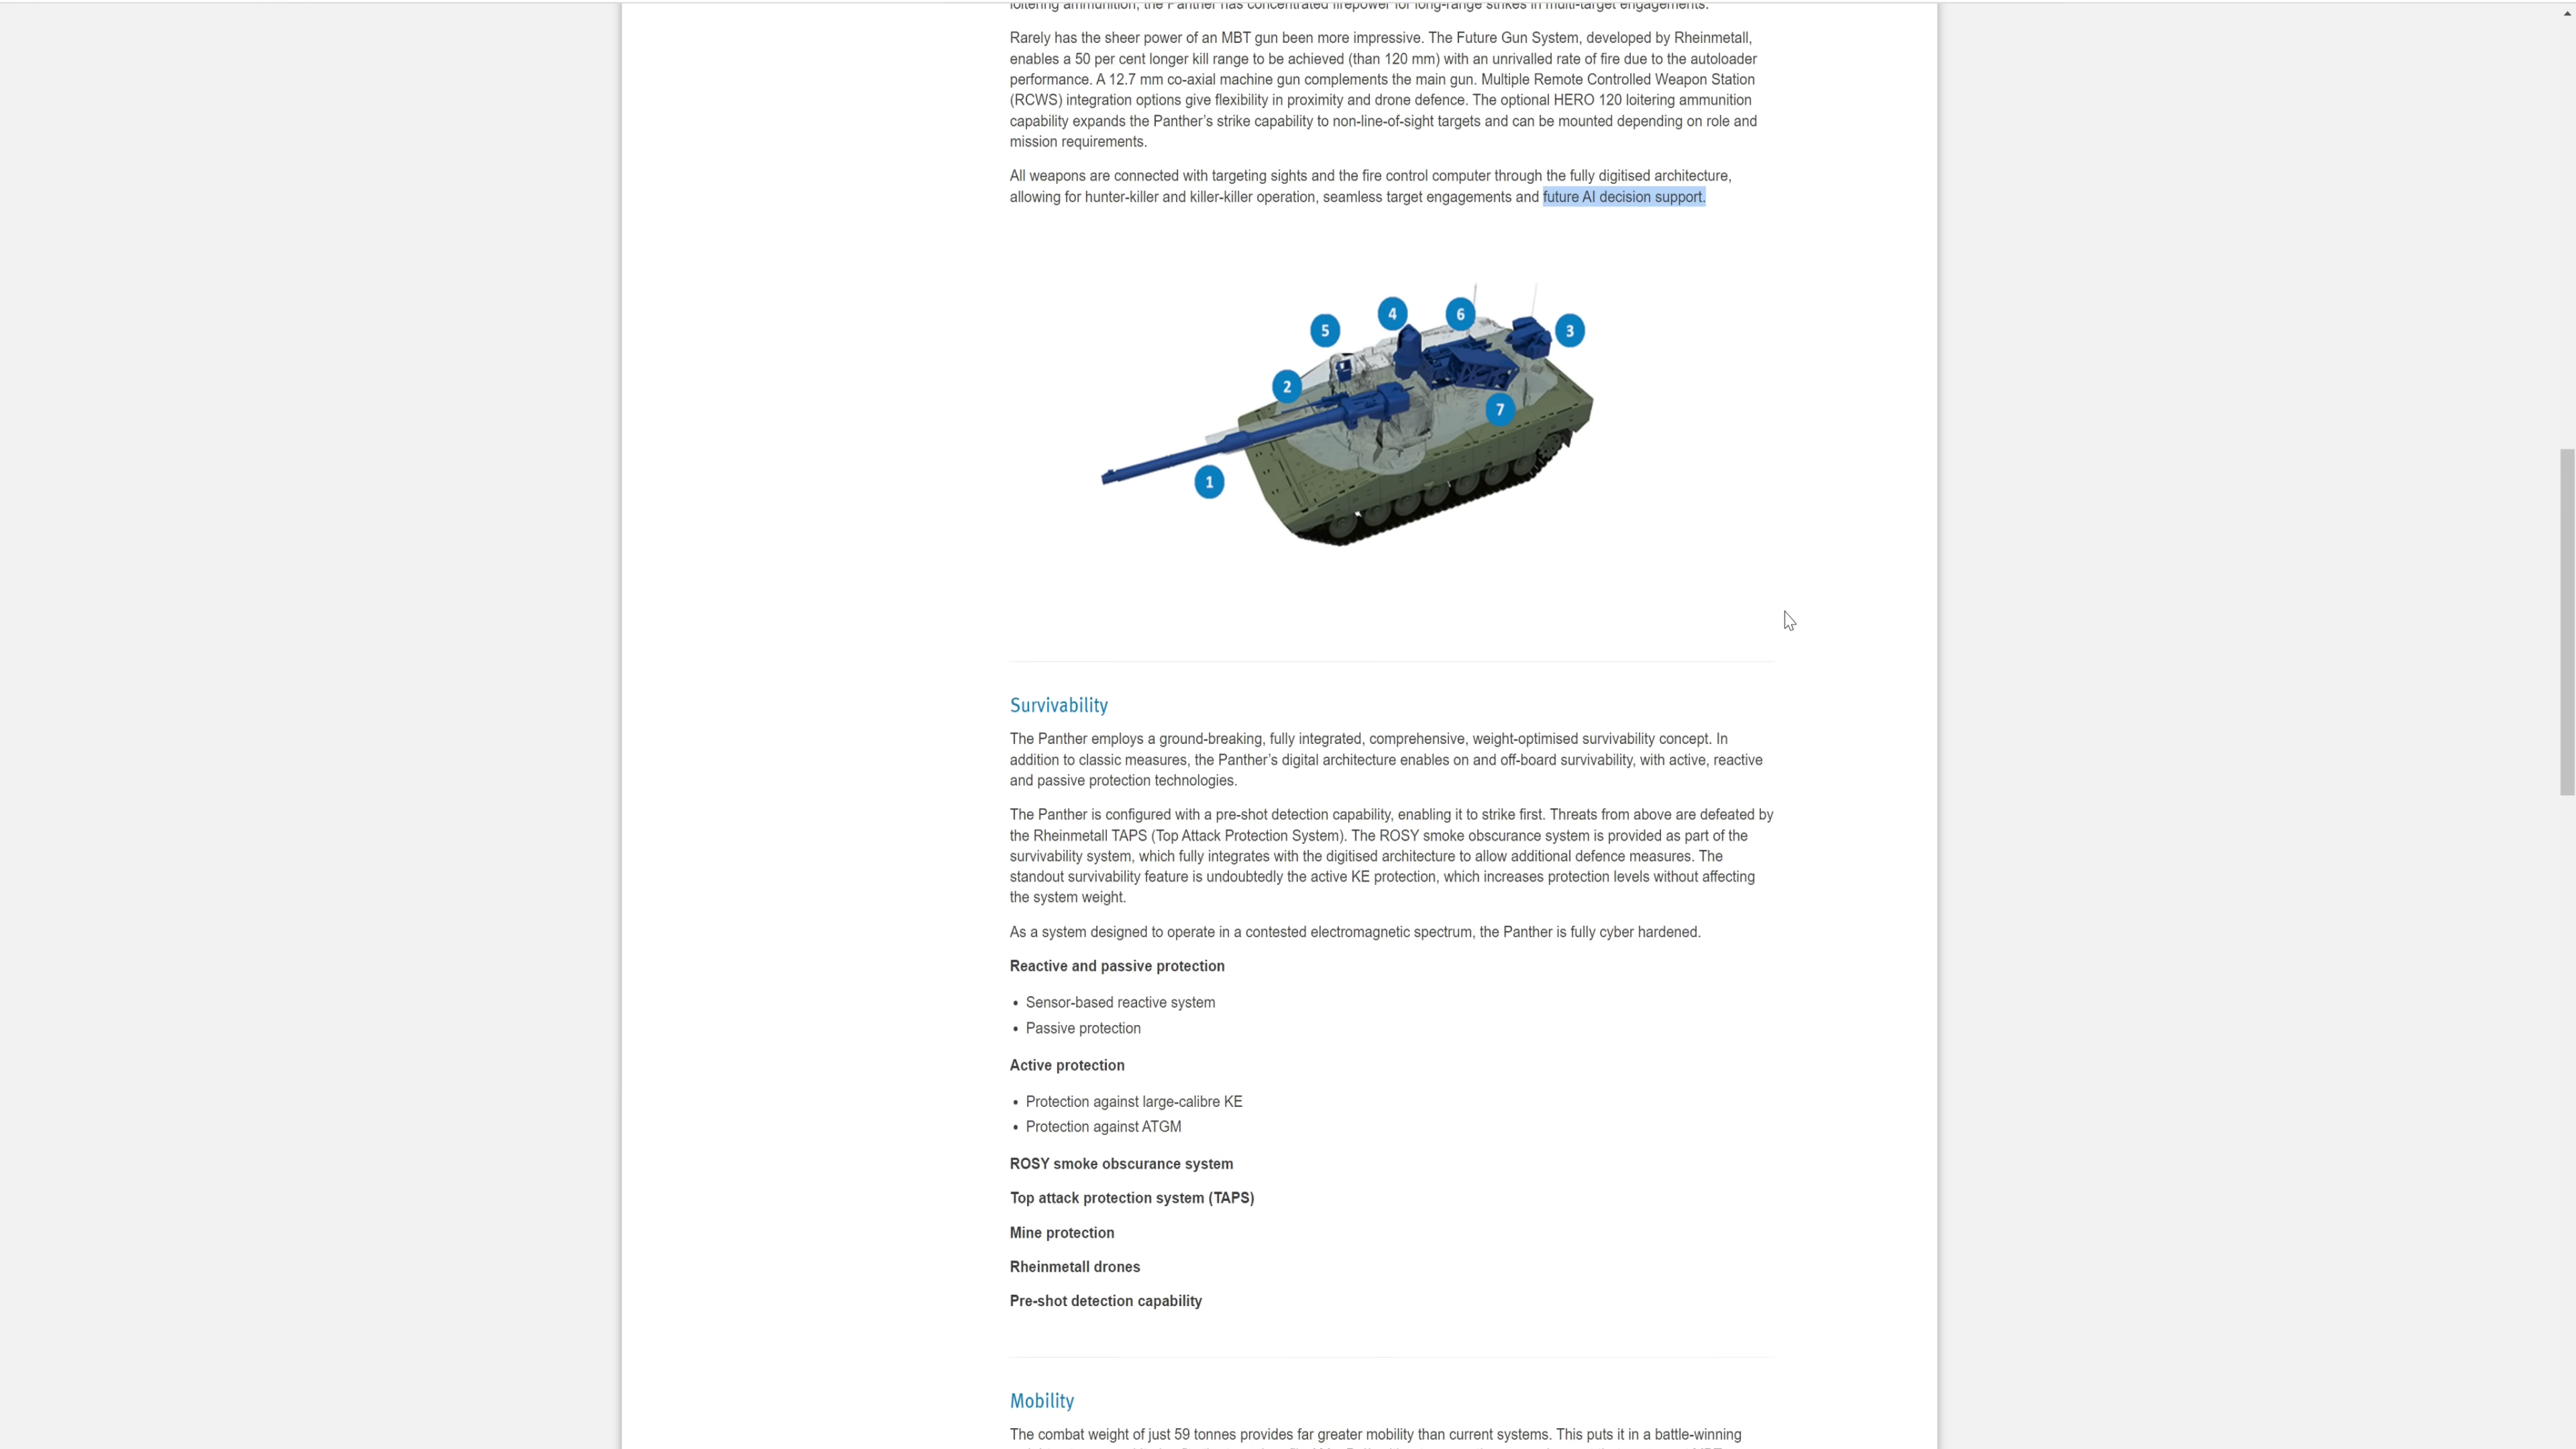 loitering ammunition, the Panther has concentrated firepower for long-range strikes in multi-target engagements.
Rarely has the sheer power of an MBT gun been more impressive. The Future Gun System, developed by Rheinmetall,
enables a 50 per cent longer kill range to be achieved (than 120 mm) with an unrivalled rate of fire due to the autoloader
performance. A 12.7 mm co-axial machine gun complements the main gun. Multiple Remote Controlled Weapon Station
(RCWS) integration options give flexibility in proximity and drone defence. The optional HERO 120 loitering ammunition
capability expands the Panther's strike capability to non-line-of-sight targets and can be mounted depending on role and
mission requirements.
All weapons are connected with targeting sights and the fire control computer through the fully digitised architecture,
allowing for hunter-killer and killer-killer operation, seamless target engagements and future AI decision support.
4
6
5
3
2
7
1
Survivability
The Panther employs a ground-breaking, fully integrated, comprehensive, weight-optimised survivability concept. In
addition to classic measures, the Panther's digital architecture enables on and off-board survivability, with active, reactive
and passive protection technologies.
The Panther is configured with a pre-shot detection capability, enabling it to strike first. Threats from above are defeated by
the Rheinmetall TAPS (Top Attack Protection System). The ROSY smoke obscurance system is provided as part of the
survivability system, which fully integrates with the digitised architecture to allow additional defence measures. The
standout survivability feature is undoubtedly the active KE protection, which increases protection levels without affecting
the system weight.
As a system designed to operate in a contested electromagnetic spectrum, the Panther is fully cyber hardened.
Reactive and passive protection
• Sensor-based reactive system
• Passive protection
Active protection
• Protection against large-calibre KE
• Protection against ATGM
ROSY smoke obscurance system
Top attack protection system (TAPS)
Mine protection
Rheinmetall drones
Pre-shot detection capability
Mobility
The combat weight of just 59 tonnes provides far greater mobility than current systems. This puts it in a battle-winning